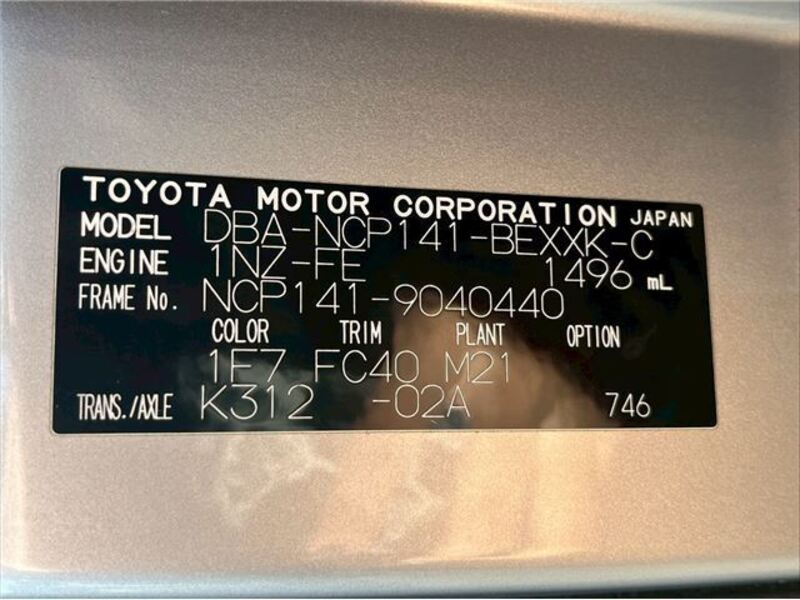 TOYOTA MOTOR CORPORATION JAPAN
MODEL DBA-NCP141-BEXXK-C
ENGINE 1NZ-FE 1496 mL
FRAME No. NCP141-9040440
COLOR TRIM PLANT OPTION
1F7 FC40 M21
TRANS./AXLE K312 -02A 746